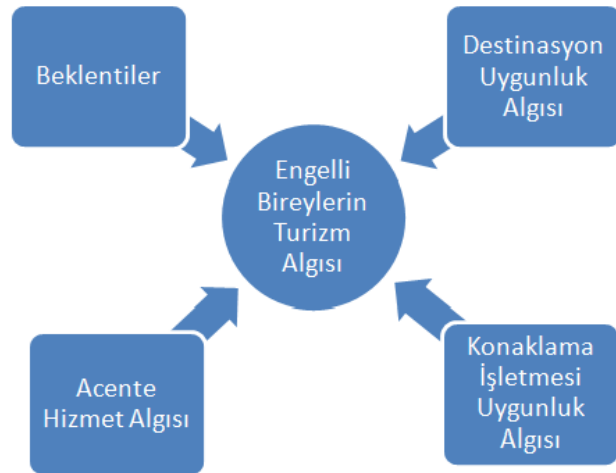 Beklentiler
Destinasyon
Uygunluk
Algısı
Engelli
Bireylerin
Turizm
Algısı
Acente
Hizmet Algısı
Konaklama
İşletmesi
Uygunluk
Algısı